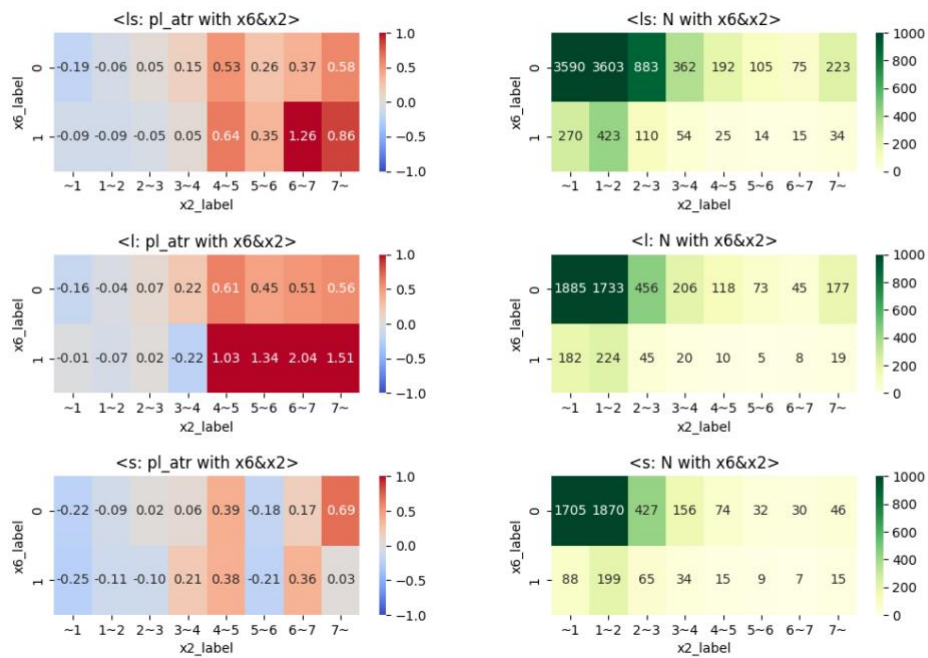 <ls: pl_atr with x6&x2>
x6_label
0
-0.19 -0.06 0.05 0.15 0.53 0.26 0.37 0.58
1
-0.09 -0.09 -0.05 0.05 0.64 0.35 1.26 0.86
~1 1~2 2~3 3~4 4~5 5~6 6~7 7~
x2_label
1.0
0.5
0.0
−0.5
−1.0
<ls: N with x6&x2>
x6_label
0
3590 3603 883 362 192 105 75 223
1
270 423 110 54 25 14 15 34
~1 1~2 2~3 3~4 4~5 5~6 6~7 7~
x2_label
1000
800
600
400
200
0
<l: pl_atr with x6&x2>
x6_label
0
-0.16 -0.04 0.07 0.22 0.61 0.45 0.51 0.56
1
-0.01 -0.07 0.02 -0.22 1.03 1.34 2.04 1.51
~1 1~2 2~3 3~4 4~5 5~6 6~7 7~
x2_label
1.0
0.5
0.0
−0.5
−1.0
<l: N with x6&x2>
x6_label
0
1885 1733 456 206 118 73 45 177
1
182 224 45 20 10 5 8 19
~1 1~2 2~3 3~4 4~5 5~6 6~7 7~
x2_label
1000
800
600
400
200
0
<s: pl_atr with x6&x2>
x6_label
0
-0.22 -0.09 0.02 0.06 0.39 -0.18 0.17 0.69
1
-0.25 -0.11 -0.10 0.21 0.38 -0.21 0.36 0.03
~1 1~2 2~3 3~4 4~5 5~6 6~7 7~
x2_label
1.0
0.5
0.0
−0.5
−1.0
<s: N with x6&x2>
x6_label
0
1705 1870 427 156 74 32 30 46
1
88 199 65 34 15 9 7 15
~1 1~2 2~3 3~4 4~5 5~6 6~7 7~
x2_label
1000
800
600
400
200
0